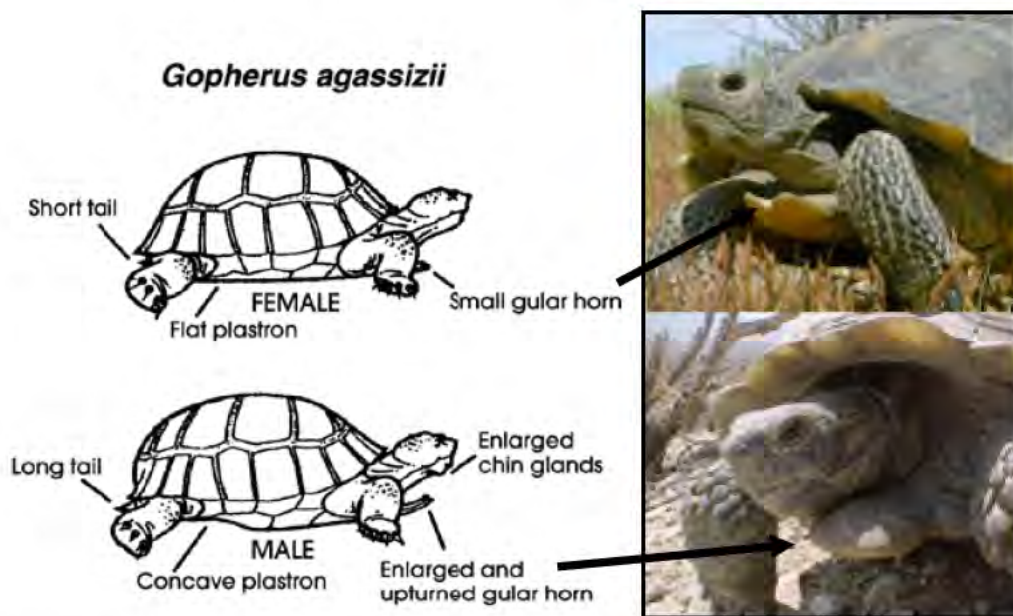 Gopherus agassizii
Short tail
FEMALE
Small gular horn
Flat plastron
Enlarged
chin glands
Long tail
MALE
Concave plastron
Enlarged and
upturned gular horn